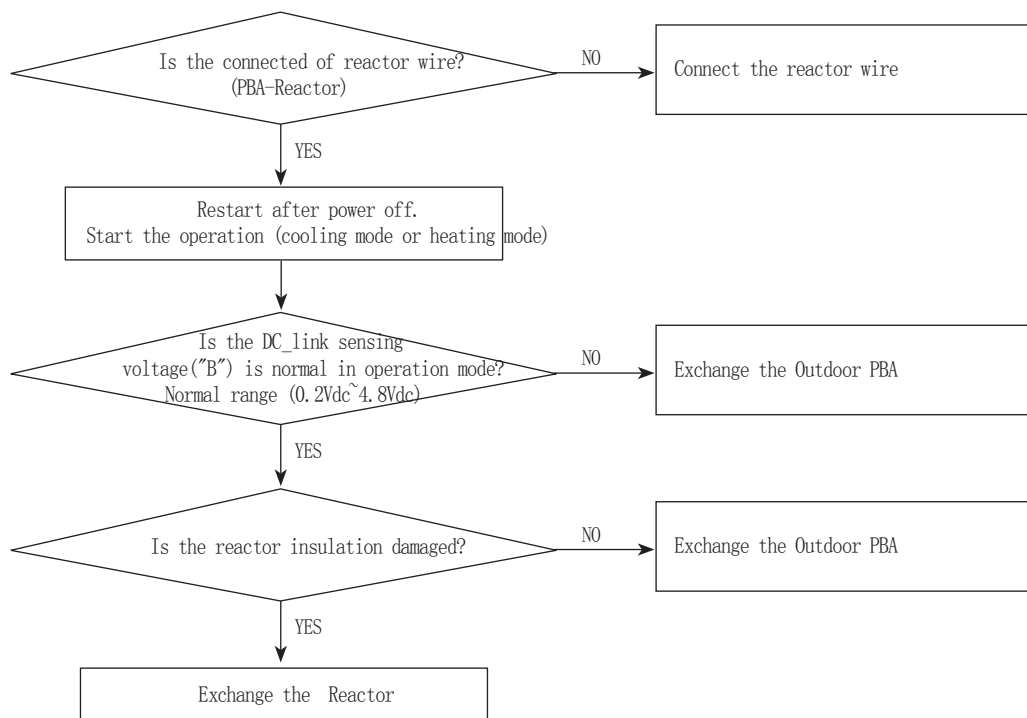 Is the connected of reactor wire?
(PBA-Reactor)
NO
Connect the reactor wire
YES
Restart after power off.
Start the operation (cooling mode or heating mode)
Is the DC_link sensing
voltage("B") is normal in operation mode?
Normal range (0.2Vdc~4.8Vdc)
NO
Exchange the Outdoor PBA
YES
Is the reactor insulation damaged?
NO
Exchange the Outdoor PBA
YES
Exchange the Reactor